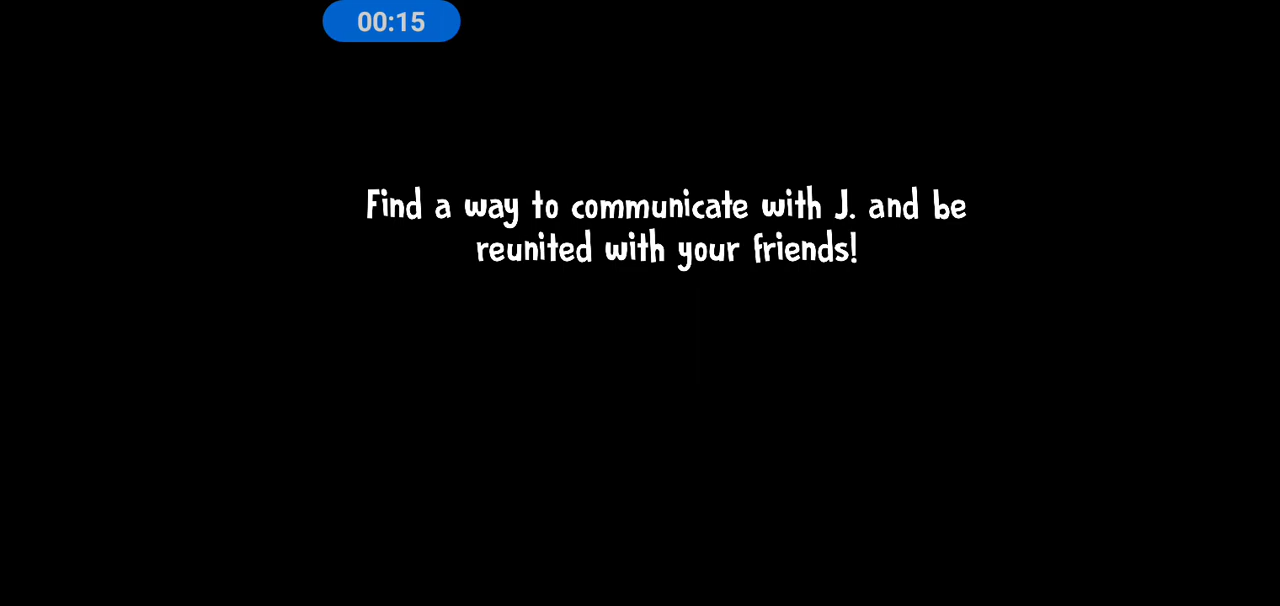 00:15
Find a way to communicate with J. and be
reunited with your friends!